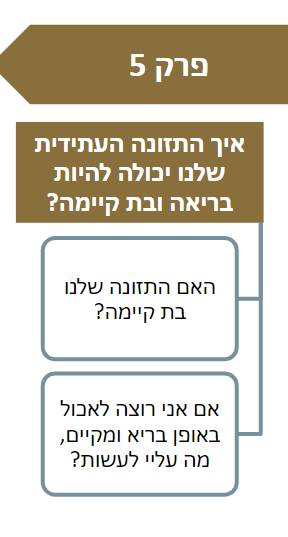 פרק 5
איך התזונה העתידית
שלנו יכולה להיות
בריאה ובת קיימה?
האם התזונה שלנו
בת קיימה?
אם אני רוצה לאכול
באופן בריא ומקיים,
מה עליי לעשות?